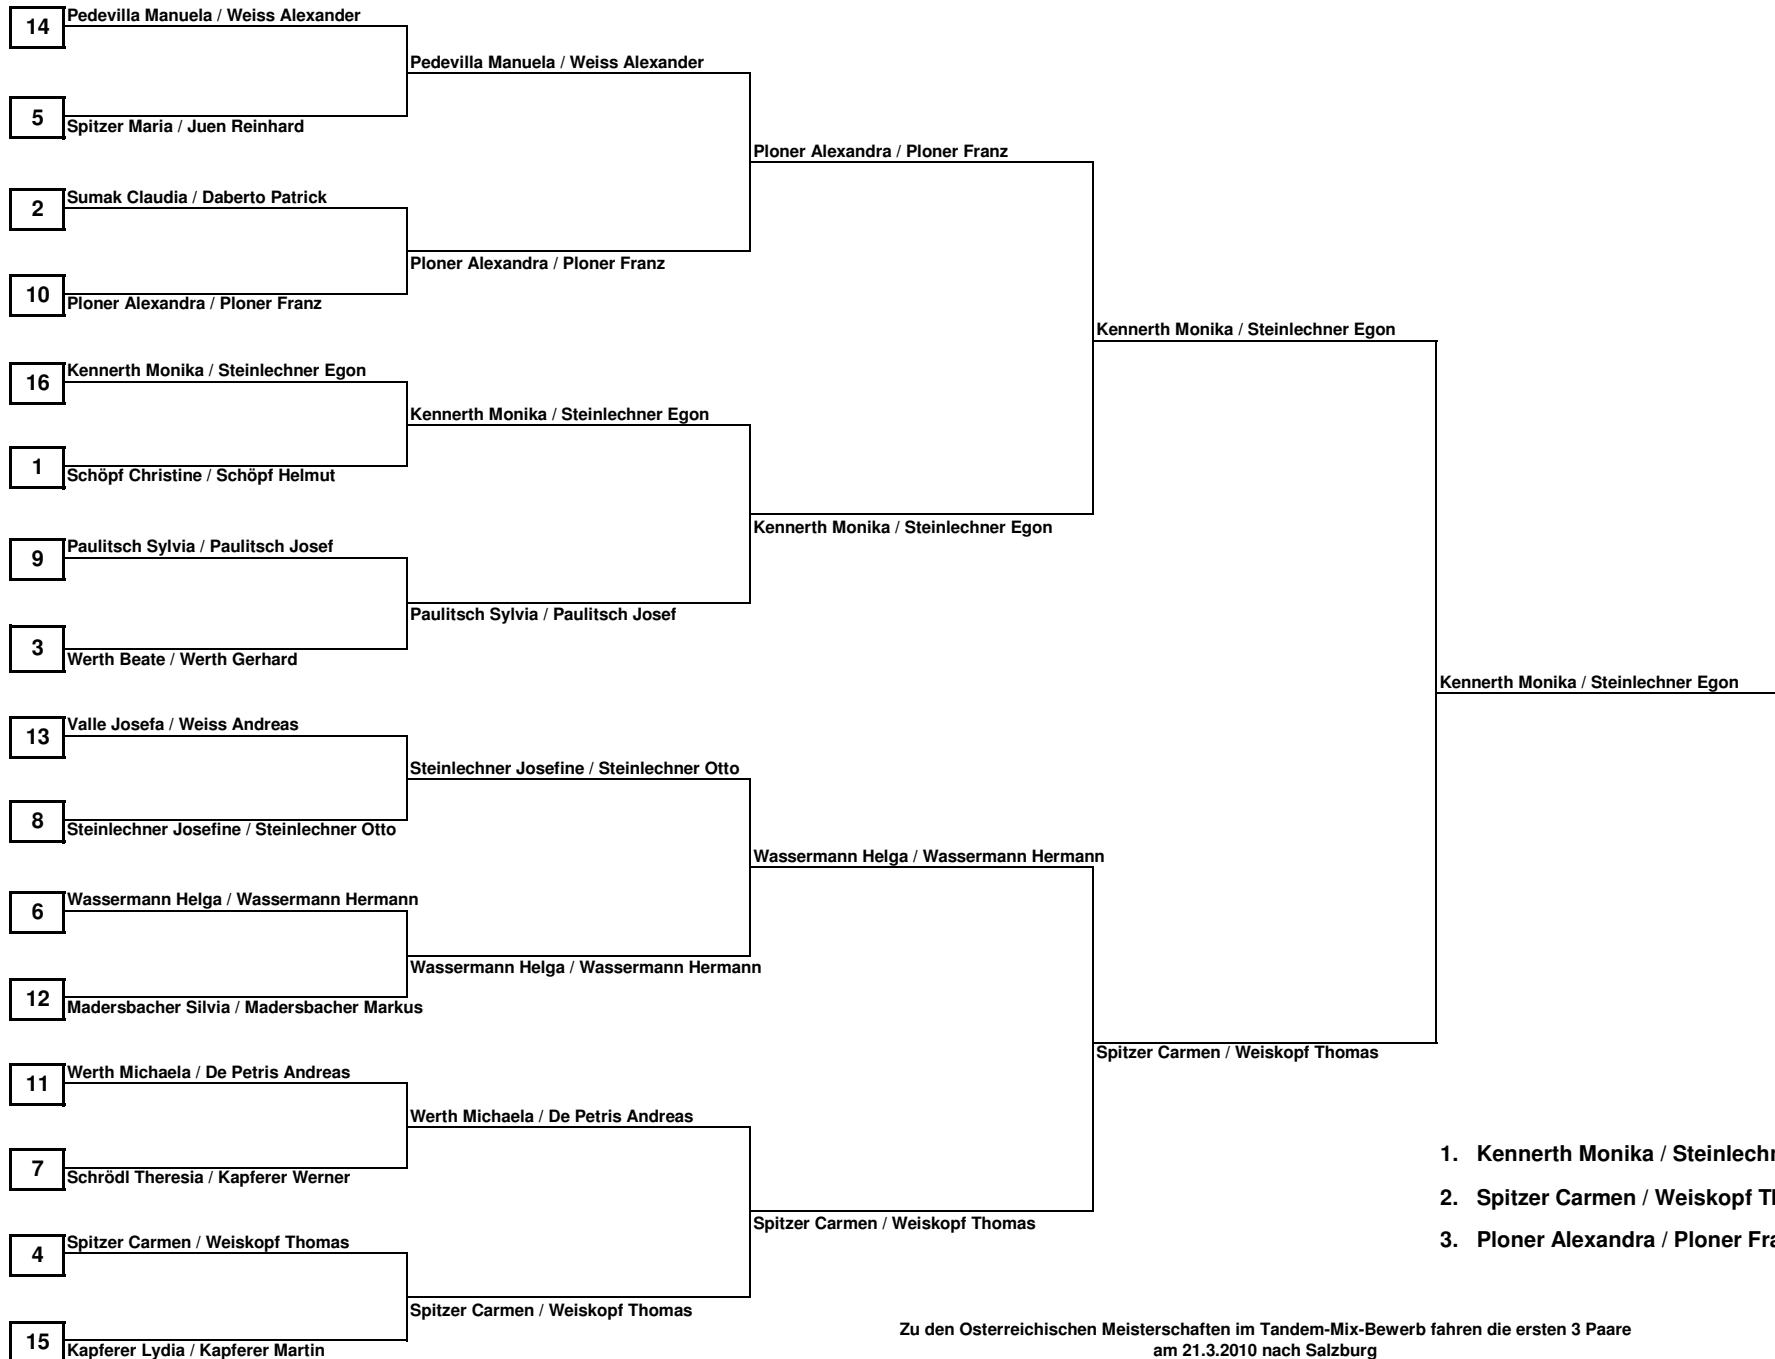 14 Pedevilla Manuela / Weiss Alexander
5 Spitzer Maria / Juen Reinhard
2 Sumak Claudia / Daberto Patrick
10 Ploner Alexandra / Ploner Franz
16 Kennerth Monika / Steinlechner Egon
1 Schöpf Christine / Schöpf Helmut
9 Paulitsch Sylvia / Paulitsch Josef
3 Werth Beate / Werth Gerhard
13 Valle Josefa / Weiss Andreas
8 Steinlechner Josefine / Steinlechner Otto
6 Wassermann Helga / Wassermann Hermann
12 Madersbacher Silvia / Madersbacher Markus
11 Werth Michaela / De Petris Andreas
7 Schrödl Theresia / Kapferer Werner
4 Spitzer Carmen / Weiskopf Thomas
15 Kapferer Lydia / Kapferer Martin
Pedevilla Manuela / Weiss Alexander
Ploner Alexandra / Ploner Franz
Kennerth Monika / Steinlechner Egon
Paulitsch Sylvia / Paulitsch Josef
Steinlechner Josefine / Steinlechner Otto
Wassermann Helga / Wassermann Hermann
Werth Michaela / De Petris Andreas
Spitzer Carmen / Weiskopf Thomas
Ploner Alexandra / Ploner Franz
Kennerth Monika / Steinlechner Egon
Wassermann Helga / Wassermann Hermann
Spitzer Carmen / Weiskopf Thomas
Kennerth Monika / Steinlechner Egon
Spitzer Carmen / Weiskopf Thomas
Kennerth Monika / Steinlechner Egon
1. Kennerth Monika /
2. Spitzer Carmen / Weiskopf
3. Ploner Alexandra / Ploner
Zu den Osterreichischen Meisterschaften im Tandem-Mix-Bewerb fahren die ersten 3 Paare
am 21.3.2010 nach Salzburg